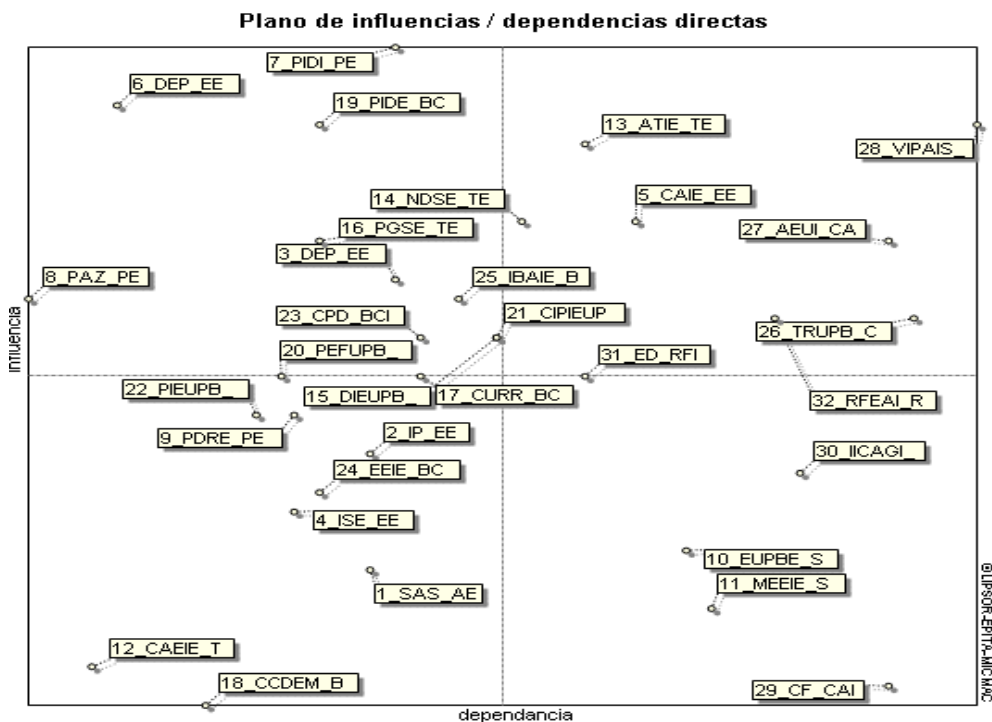 Plano de influencias / dependencias directas
7_PIDI_PE
6_DEP_EE
19_PIDE_BC
13_ATIE_TE
28_VIPAIS_
14_NDSE_TE
5_CAIE_EE
16_PGSE_TE
27_AEUI_CA
3_DEP_EE
8_PAZ_PE
25_IBAIE_B
23_CPD_BCI
21_CIPIEUP
26_TRUPB_C
20_PEFUPB_
31_ED_RFI
22_PIEUPB_
15_DIEUPB_
17_CURR_BC
32_RFEAI_R
9_PDRE_PE
2_IP_EE
30_IICAGI_
24_EEIE_BC
4_ISE_EE
10_EUPBE_S
11_MEEIE_S
1_SAS_AE
12_CAEIE_T
18_CCDEM_B
29_CF_CAI
influencia
dependancia
©LIPSOR-EPITA-MICMAC